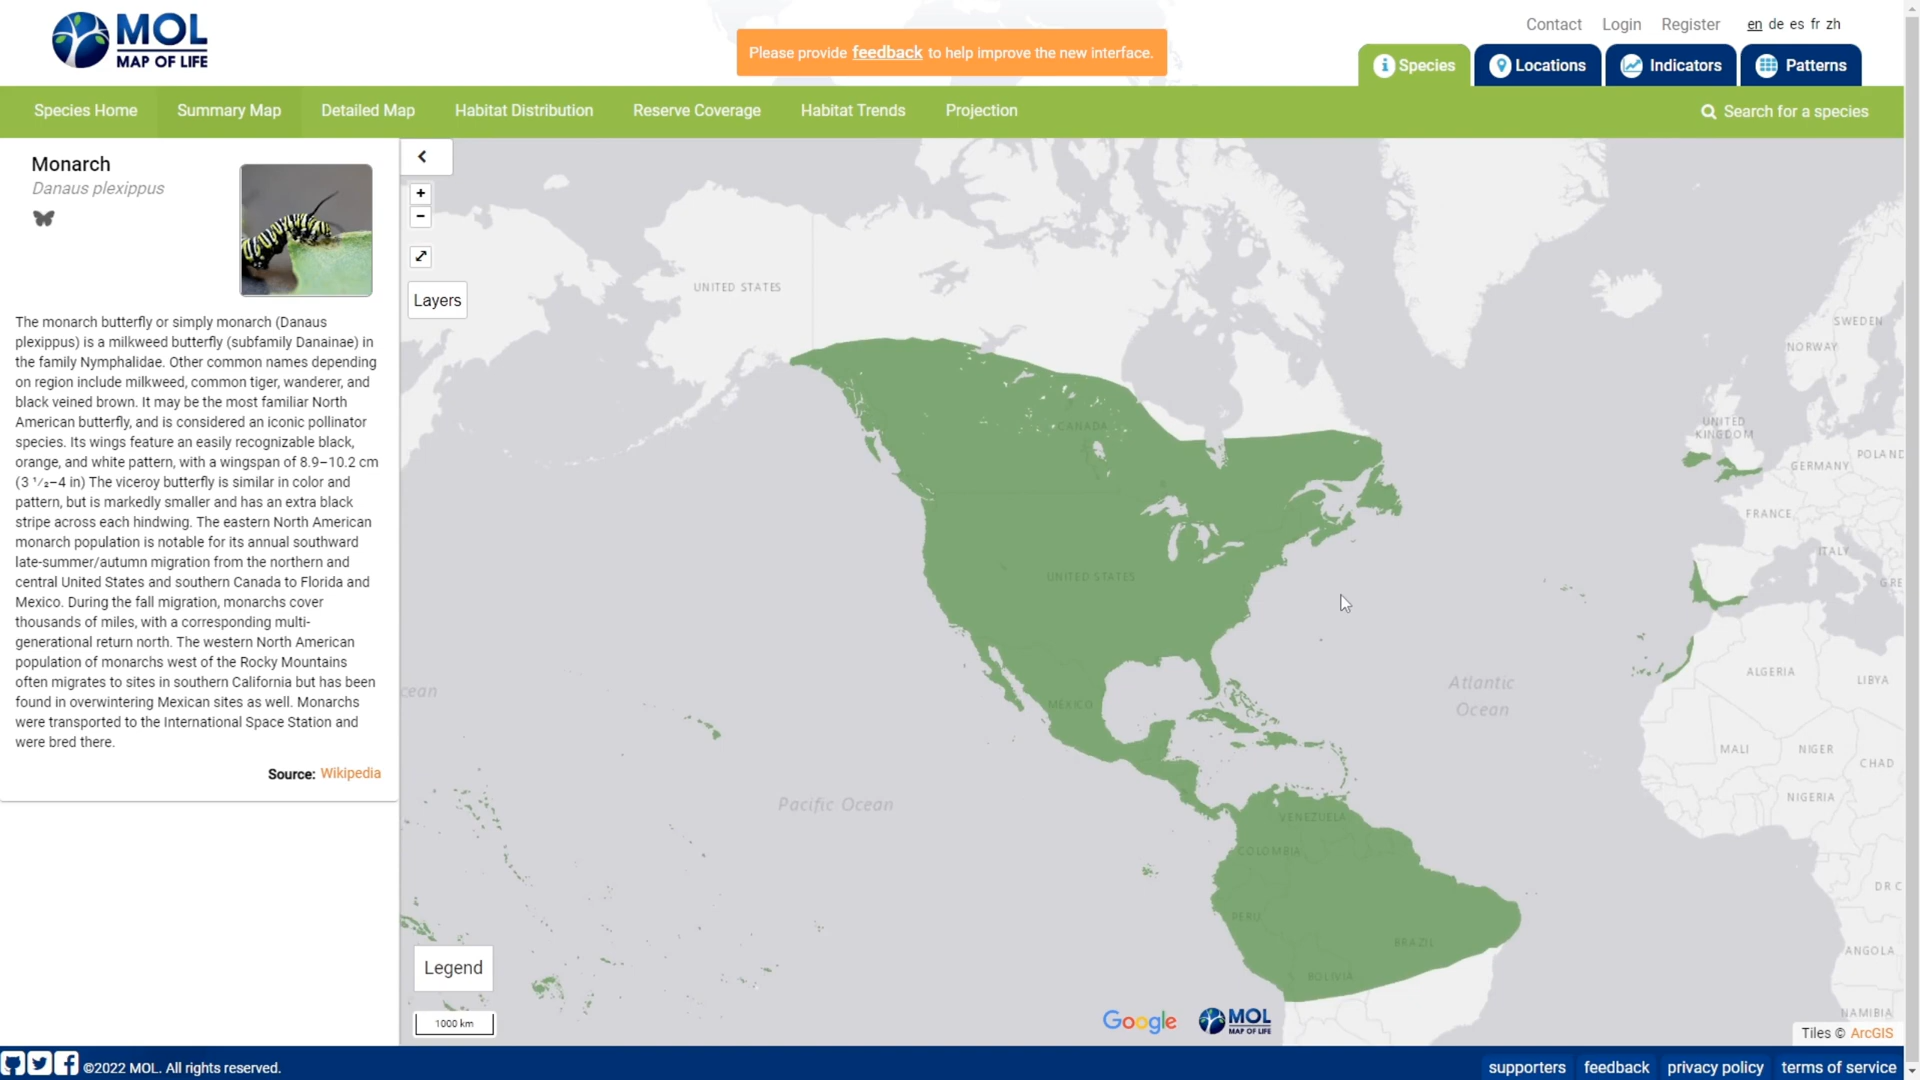 MOL
MAP OF LIFE
Please provide feedback to help improve the new interface.
Contact Login Register en de es fr zh
Species Locations Indicators Patterns
Species Home Summary Map Detailed Map Habitat Distribution Reserve Coverage Habitat Trends Projection Search for a species
Monarch
Danaus plexippus
The monarch butterfly or simply monarch (Danaus
plexippus) is a milkweed butterfly (subfamily Danainae) in
the family Nymphalidae. Other common names depending
on region include milkweed, common tiger, wanderer, and
black veined brown. It may be the most familiar North
American butterfly, and is considered an iconic pollinator
species. Its wings feature an easily recognizable black,
orange, and white pattern, with a wingspan of 8.9–10.2 cm
(3 1⁄2–4 in) The viceroy butterfly is similar in color and
pattern, but is markedly smaller and has an extra black
stripe across each hindwing. The eastern North American
monarch population is notable for its annual southward
late-summer/autumn migration from the northern and
central United States and southern Canada to Florida and
Mexico. During the fall migration, monarchs cover
thousands of miles, with a corresponding multi-
generational return north. The western North American
population of monarchs west of the Rocky Mountains
often migrates to sites in southern California but has been
found in overwintering Mexican sites as well. Monarchs
were transported to the International Space Station and
were bred there.
Source: Wikipedia
+
−
Layers
UNITED STATES
SWEDEN
NORWAY
CANADA
UNITED
KINGDOM
POLAND
GERMANY
FRANCE
ITALY
GRE
UNITED STATES
ALGERIA
LIBYA
Atlantic
Ocean
cean
MEXICO
MALI
NIGER
CHAD
NIGERIA
Pacific Ocean
VENEZUELA
COLOMBIA
DR C
PERU
BRAZIL
ANGOLA
BOLIVIA
NAMIBIA
Legend
1000 km
Google
MOL
MAP OF LIFE
Tiles © ArcGIS
©2022 MOL. All rights reserved.
supporters feedback privacy policy terms of service